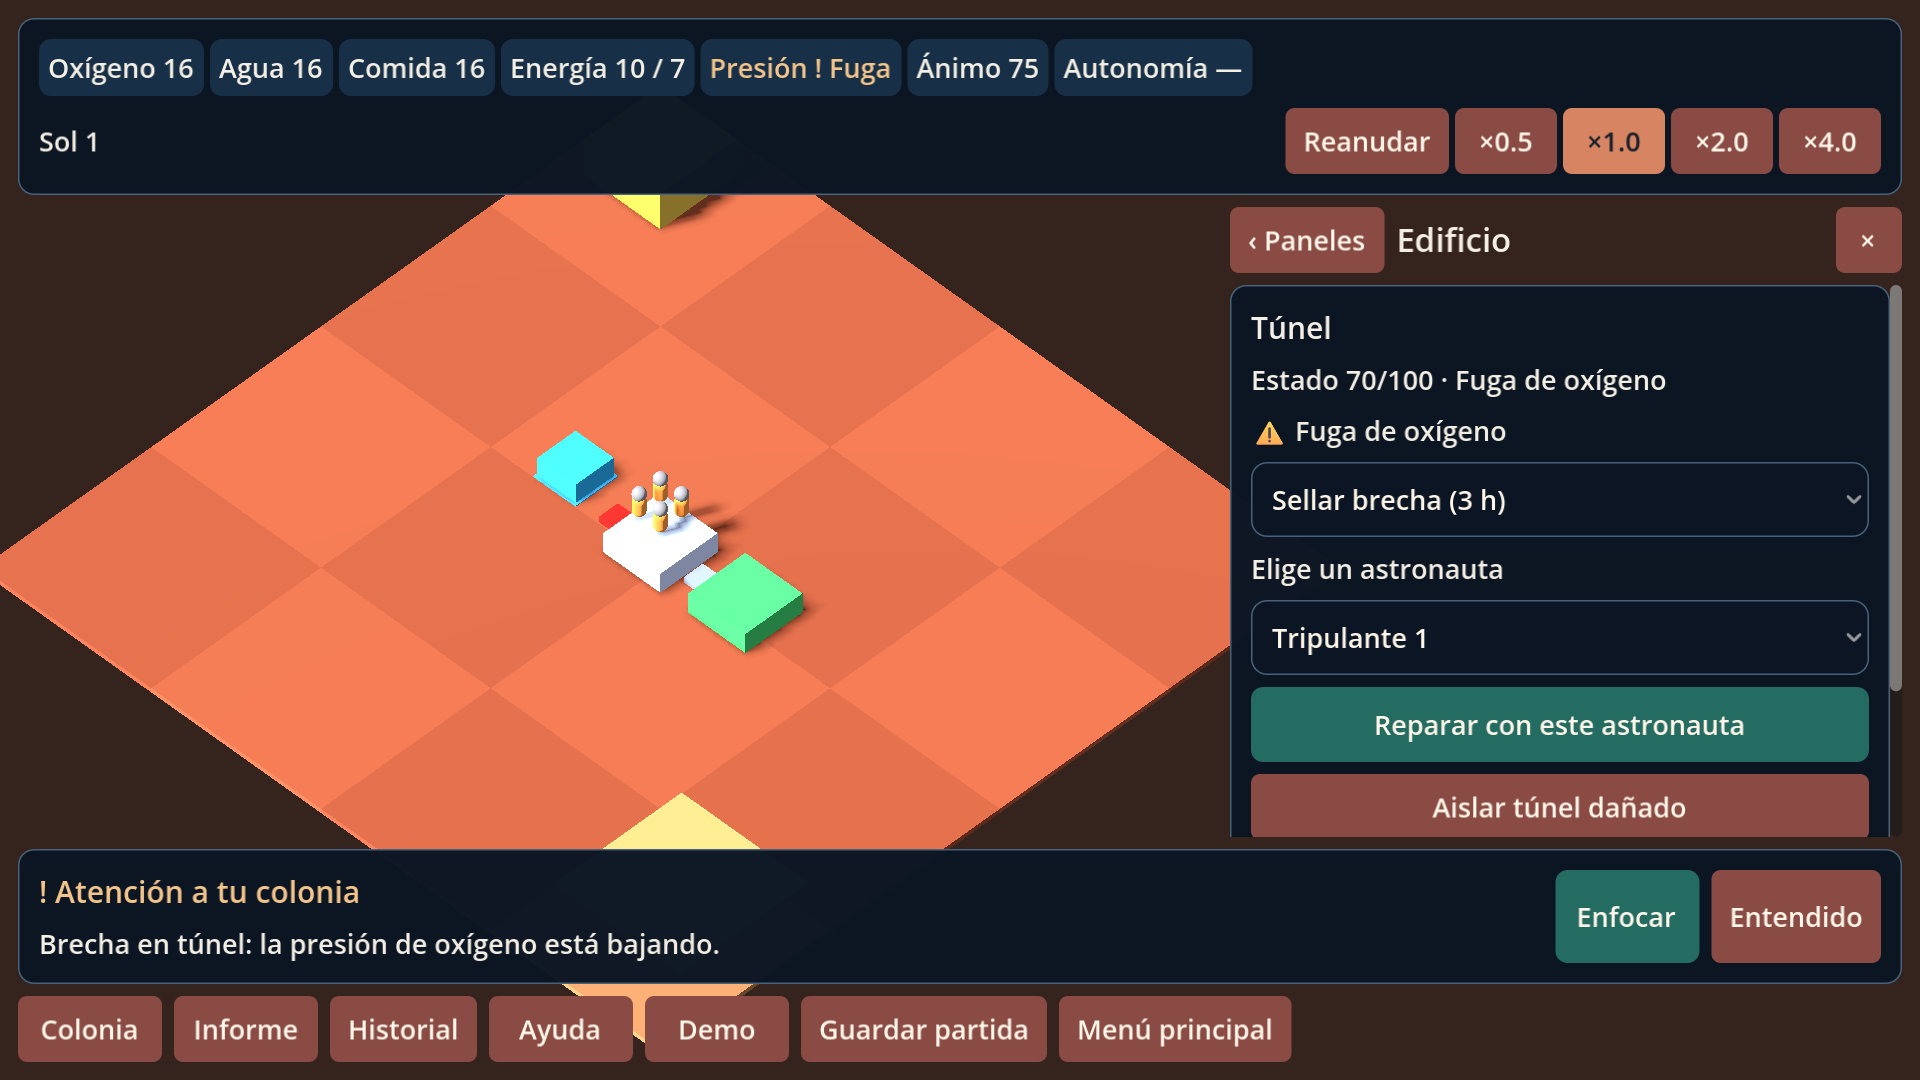 Oxígeno 16 Agua 16 Comida 16 Energía 10 / 7 Presión ! Fuga Ánimo 75 Autonomía —
Sol 1 Reanudar ×0.5 ×1.0 ×2.0 ×4.0
‹ Paneles Edificio ×
Túnel
Estado 70/100 · Fuga de oxígeno
⚠ Fuga de oxígeno
Sellar brecha (3 h)
Elige un astronauta
Tripulante 1
Reparar con este astronauta
Aislar túnel dañado
! Atención a tu colonia
Brecha en túnel: la presión de oxígeno está bajando.
Enfocar Entendido
Colonia Informe Historial Ayuda Demo Guardar partida Menú principal